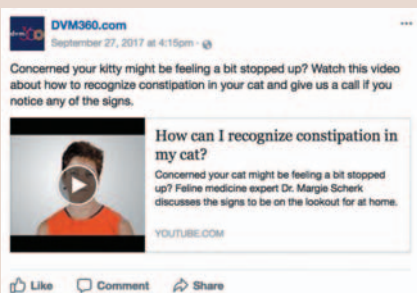 DVM360.com
September 27, 2017 at 4:15pm ·
Concerned your kitty might be feeling a bit stopped up? Watch this video
about how to recognize constipation in your cat and give us a call if you
notice any of the signs.
How can I recognize constipation in
my cat?
Concerned your cat might be feeling a bit stopped
up? Feline medicine expert Dr. Margie Scherk
discusses the signs to be on the lookout for at home.
YOUTUBE.COM
Like Comment Share